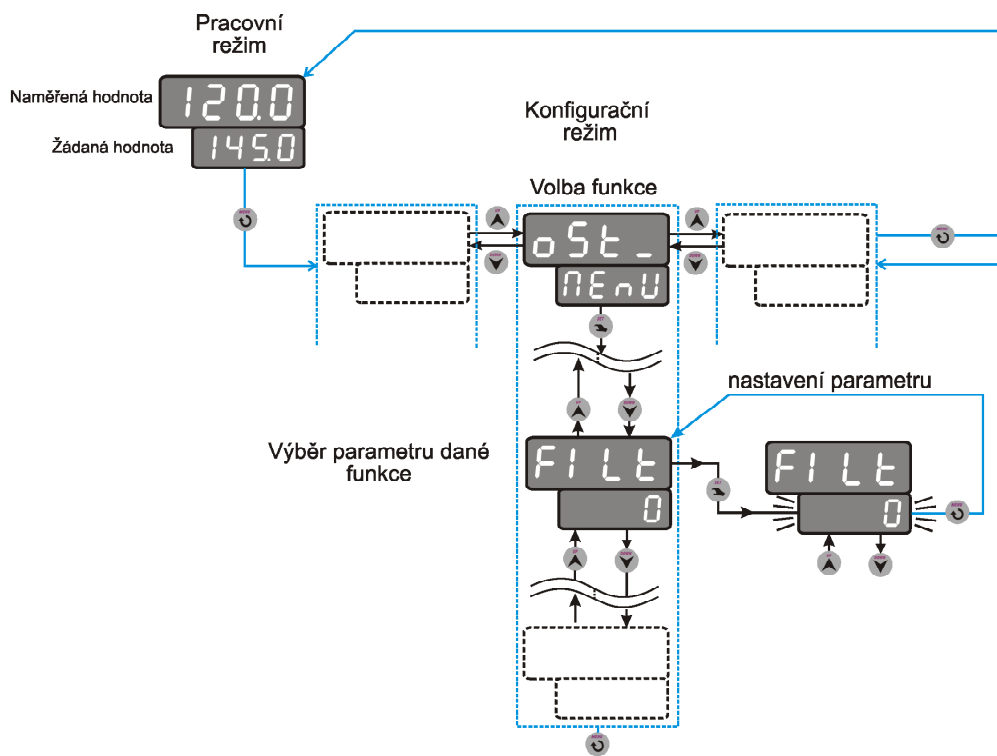 Pracovní
režim
Naměřená hodnota
120.0
Žádaná hodnota
145.0
Konfigurační
režim
Volba funkce
oSt_
MEnU
nastavení parametru
Výběr parametru dané
funkce
FILt
0
FILt
0